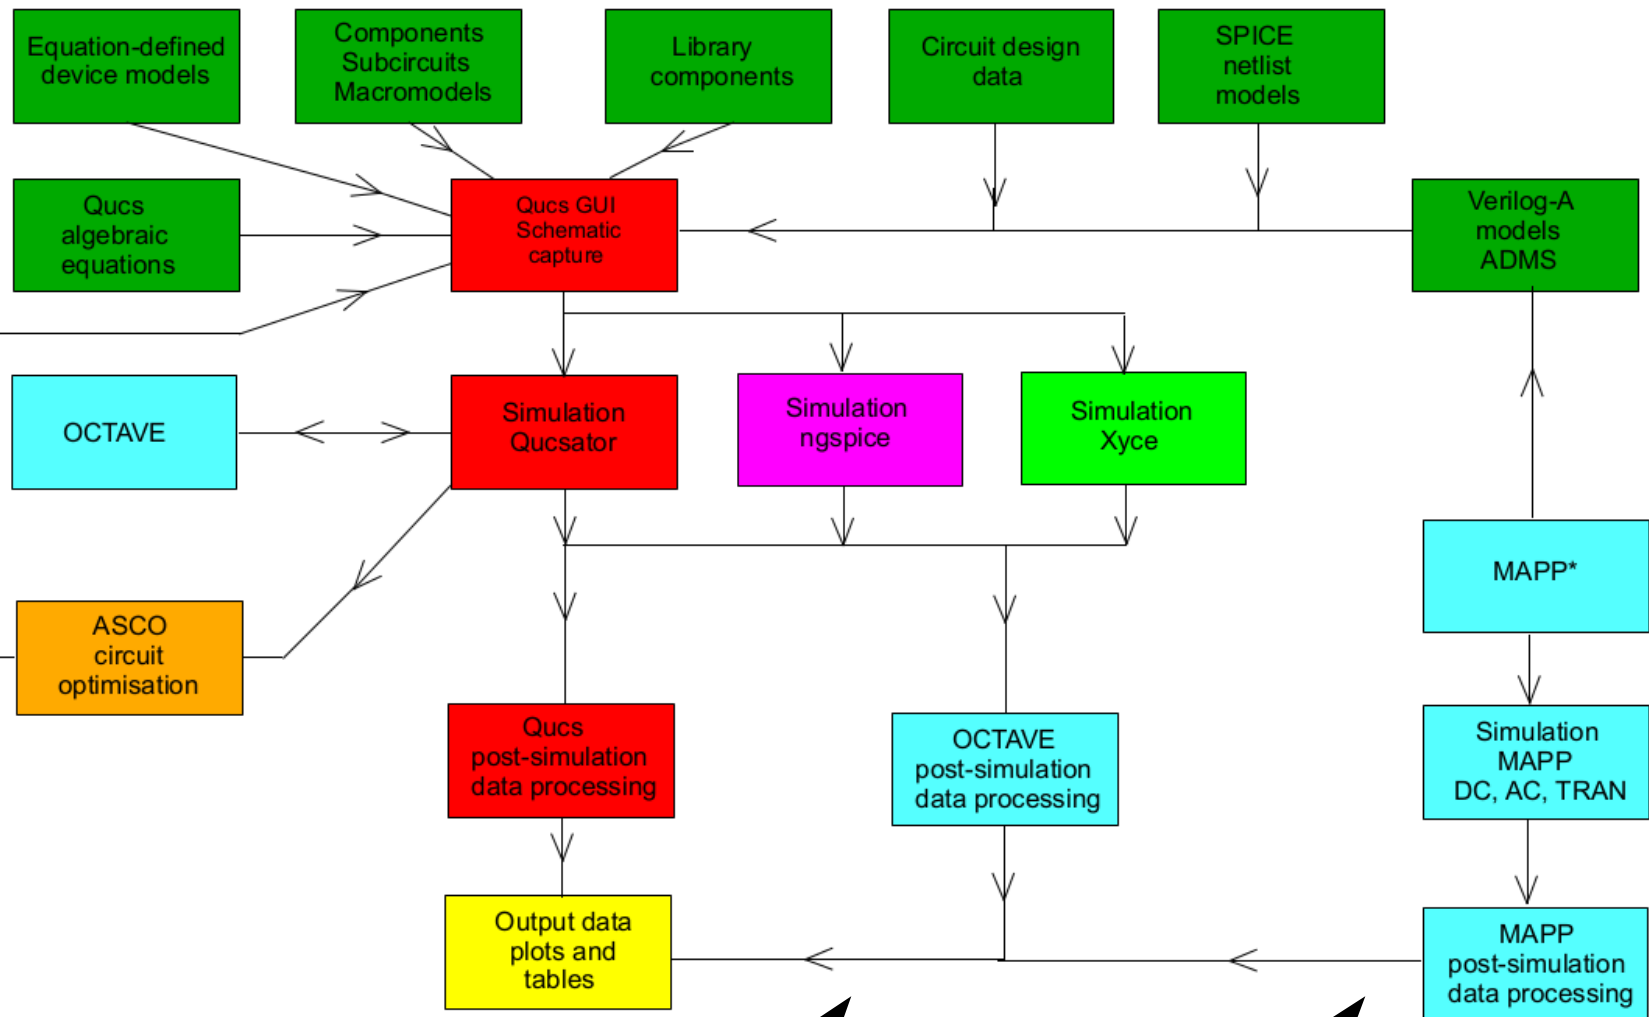 Equation-defined
device models
Components
Subcircuits
Macromodels
Library
components
Circuit design
data
SPICE
netlist
models
Qucs
algebraic
equations
Qucs GUI
Schematic
capture
Verilog-A
models
ADMS
OCTAVE
Simulation
Qucsator
Simulation
ngspice
Simulation
Xyce
MAPP*
ASCO
circuit
optimisation
Qucs
post-simulation
data processing
OCTAVE
post-simulation
data processing
Simulation
MAPP
DC, AC, TRAN
Output data
plots and
tables
MAPP
post-simulation
data processing